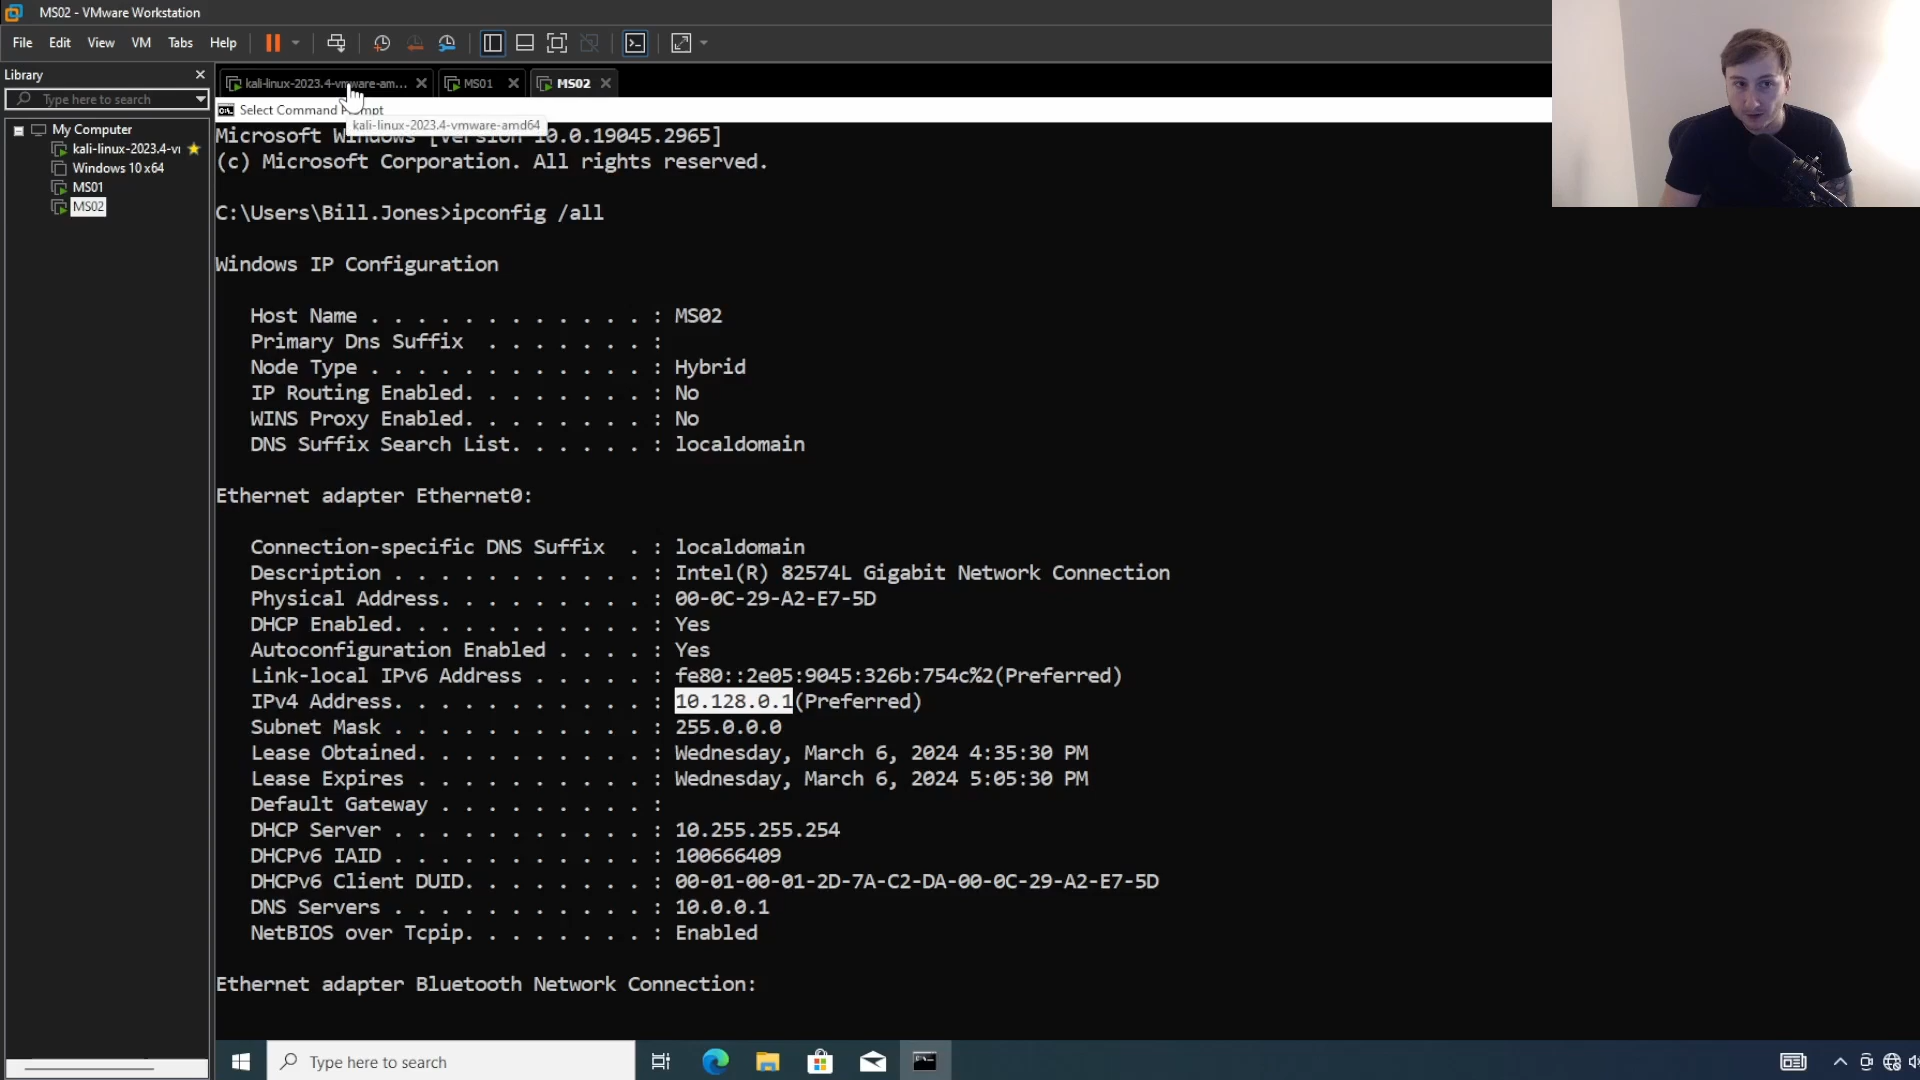 MS02 - VMware Workstation
File Edit View VM Tabs Help
Library
Type here to search
My Computer
kali-linux-2023.4-vı
Windows 10 x64
MS01
MS02
kali-linux-2023.4-vmware-am... MS01 MS02
Select Command Prompt
kali-linux-2023.4-vmware-amd64
Microsoft Windows [Version 10.0.19045.2965]
(c) Microsoft Corporation. All rights reserved.
C:\Users\Bill.Jones>ipconfig /all
Windows IP Configuration
Host Name . . . . . . . . . . . . : MS02
Primary Dns Suffix  . . . . . . . :
Node Type . . . . . . . . . . . . : Hybrid
IP Routing Enabled. . . . . . . . : No
WINS Proxy Enabled. . . . . . . . : No
DNS Suffix Search List. . . . . . : localdomain
Ethernet adapter Ethernet0:
Connection-specific DNS Suffix  . : localdomain
Description . . . . . . . . . . . : Intel(R) 82574L Gigabit Network Connection
Physical Address. . . . . . . . . : 00-0C-29-A2-E7-5D
DHCP Enabled. . . . . . . . . . . : Yes
Autoconfiguration Enabled . . . . : Yes
Link-local IPv6 Address . . . . . : fe80::2e05:9045:326b:754c%2(Preferred)
IPv4 Address. . . . . . . . . . . : 10.128.0.1(Preferred)
Subnet Mask . . . . . . . . . . . : 255.0.0.0
Lease Obtained. . . . . . . . . . : Wednesday, March 6, 2024 4:35:30 PM
Lease Expires . . . . . . . . . . : Wednesday, March 6, 2024 5:05:30 PM
Default Gateway . . . . . . . . . :
DHCP Server . . . . . . . . . . . : 10.255.255.254
DHCPv6 IAID . . . . . . . . . . . : 100666409
DHCPv6 Client DUID. . . . . . . . : 00-01-00-01-2D-7A-C2-DA-00-0C-29-A2-E7-5D
DNS Servers . . . . . . . . . . . : 10.0.0.1
NetBIOS over Tcpip. . . . . . . . : Enabled
Ethernet adapter Bluetooth Network Connection:
Type here to search